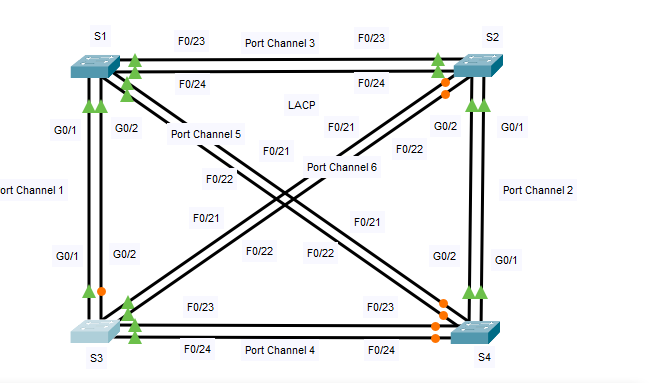 S1
S2
F0/23
Port Channel 3
F0/23
F0/24
F0/24
LACP
G0/1
G0/2
Port Channel 5
F0/21
G0/2
G0/1
F0/21
F0/22
Port Channel 6
F0/22
ort Channel 1
Port Channel 2
F0/21
F0/21
G0/1
G0/2
F0/22
F0/22
G0/2
G0/1
F0/23
F0/23
S3
F0/24
Port Channel 4
F0/24
S4